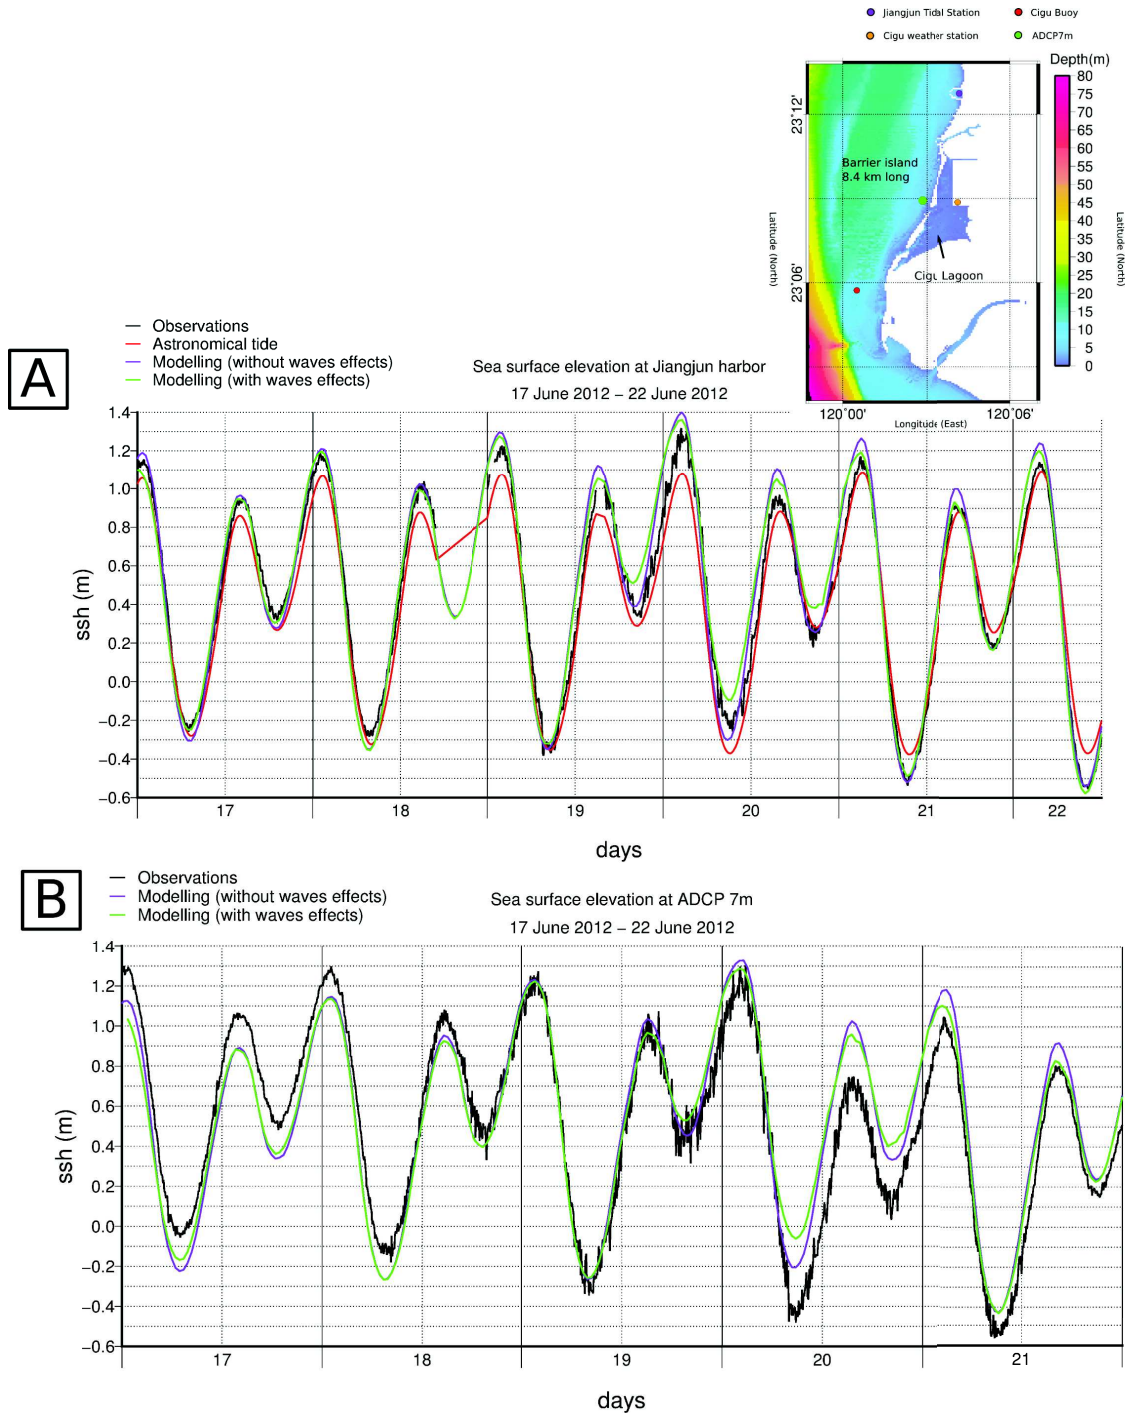 Jiangjun Tidal Station
Cigu Buoy
Cigu weather station
ADCP7m
Depth(m)
80
75
70
65
60
55
50
45
40
35
30
25
20
15
10
5
0
23°12'
23°06'
Latitude (North)
Latitude (North)
Barrier island
8.4 km long
Cigu Lagoon
120°00'
120°06'
Longitude (East)
A
Observations
Astronomical tide
Modelling (without waves effects)
Modelling (with waves effects)
Sea surface elevation at Jiangjun harbor
17 June 2012 – 22 June 2012
ssh (m)
1.4
1.2
1.0
0.8
0.6
0.4
0.2
0.0
−0.2
−0.4
−0.6
17 18 19 20 21 22
days
B
Observations
Modelling (without waves effects)
Modelling (with waves effects)
Sea surface elevation at ADCP 7m
17 June 2012 – 22 June 2012
ssh (m)
1.4
1.2
1.0
0.8
0.6
0.4
0.2
0.0
−0.2
−0.4
−0.6
17 18 19 20 21
days